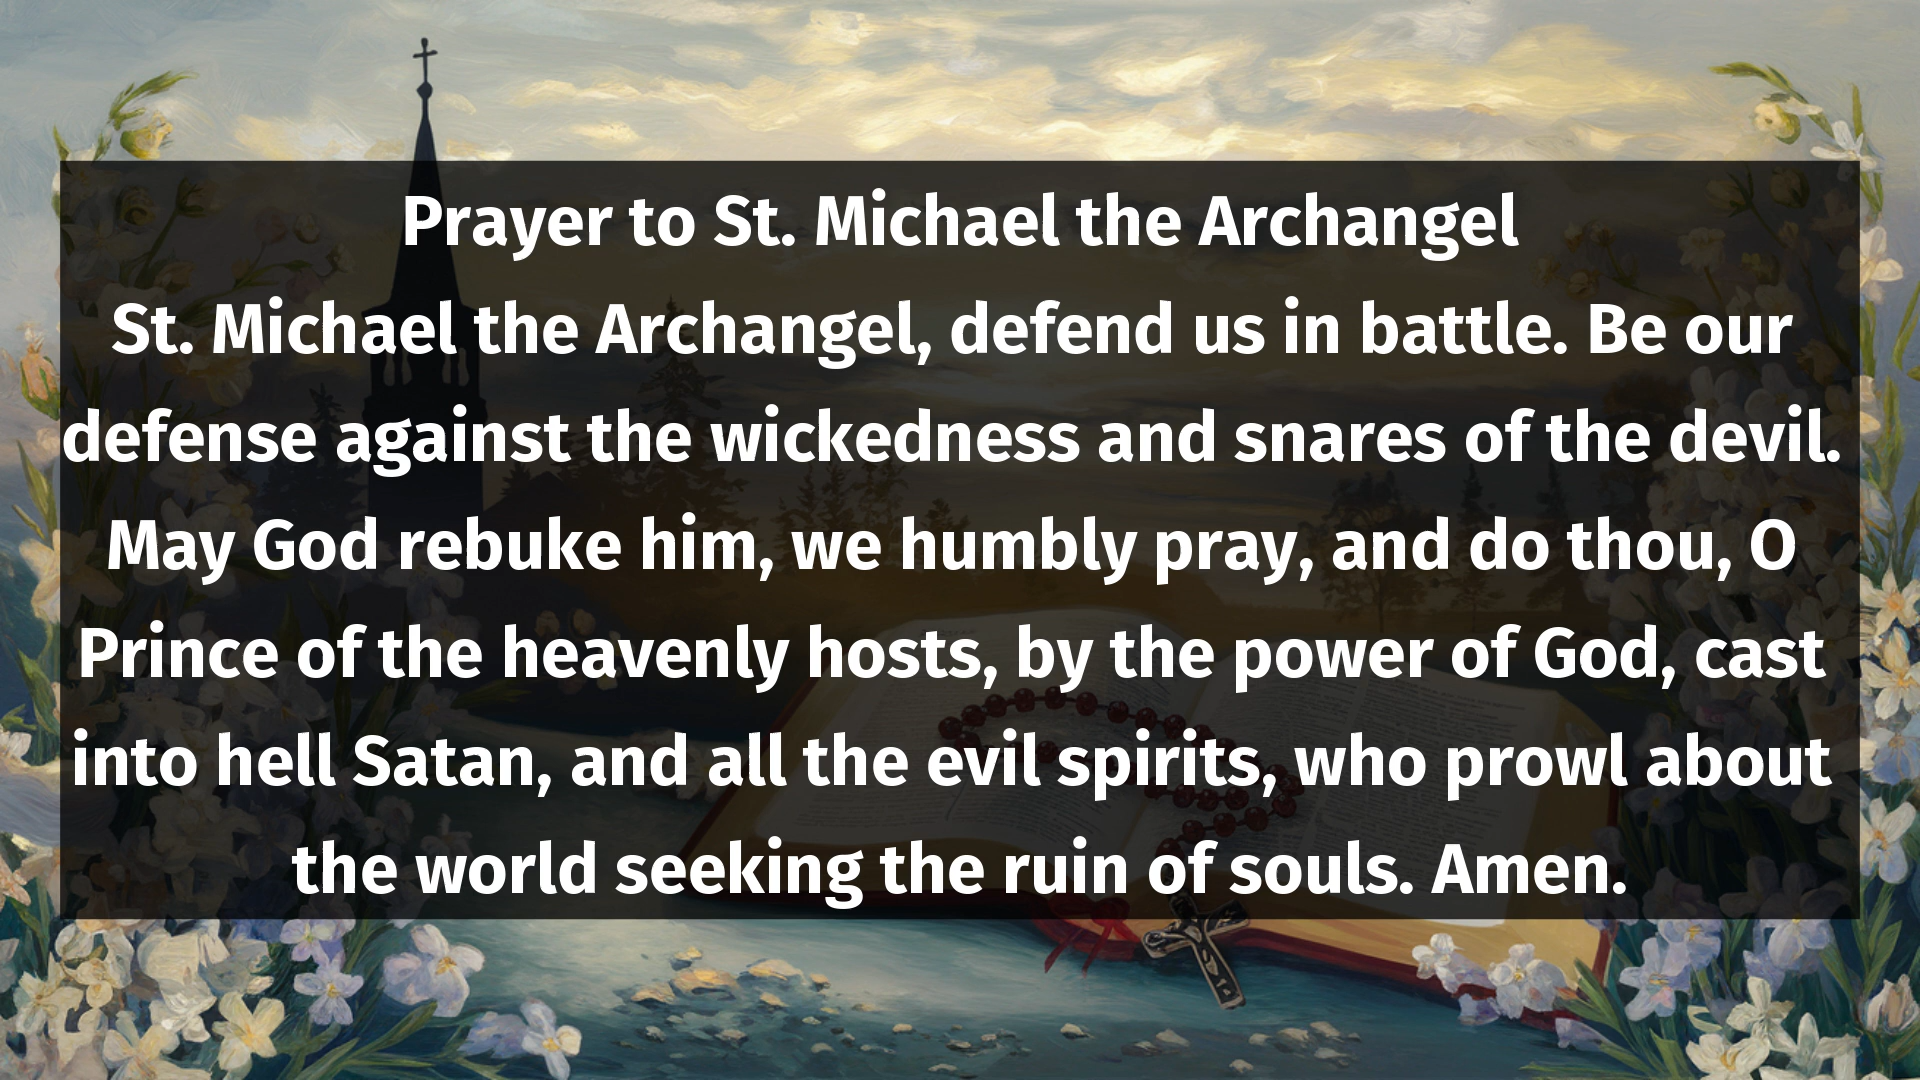 Prayer to St. Michael the Archangel
St. Michael the Archangel, defend us in battle. Be our
defense against the wickedness and snares of the devil.
May God rebuke him, we humbly pray, and do thou, O
Prince of the heavenly hosts, by the power of God, cast
into hell Satan, and all the evil spirits, who prowl about
the world seeking the ruin of souls. Amen.